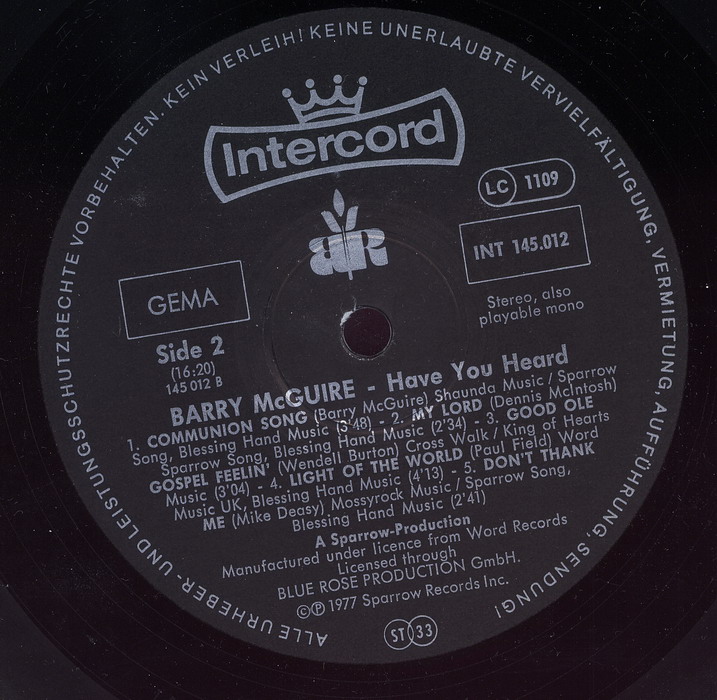 ALLE URHEBER- UND LEISTUNGSSCHUTZRECHTE VORBEHALTEN. KEIN VERLEIH! KEINE UNERLAUBTE VERVIELFÄLTIGUNG, VERMIETUNG, AUFFÜHRUNG, SENDUNG!
Intercord
LC 1109
BR
INT 145.012
GEMA
Stereo, also
playable mono
Side 2
(16:20)
145 012 B
BARRY McGUIRE - Have You Heard
1. COMMUNION SONG (Barry McGuire) Shaunda Music / Sparrow
Song, Blessing Hand Music (3'48) - 2. MY LORD (Dennis McIntosh)
Sparrow Song, Blessing Hand Music (2'34) - 3. GOOD OLE
GOSPEL FEELIN' (Wendell Burton) Cross Walk / King of Hearts
Music (3'04) - 4. LIGHT OF THE WORLD (Paul Field) Word
Music UK, Blessing Hand Music (4'13) - 5. DON'T THANK
ME (Mike Deasy) Mossyrock Music / Sparrow Song,
Blessing Hand Music (2'41)
A Sparrow-Production
Manufactured under licence from Word Records
Licensed through
BLUE ROSE PRODUCTION GmbH.
©℗ 1977 Sparrow Records Inc.
ST 33